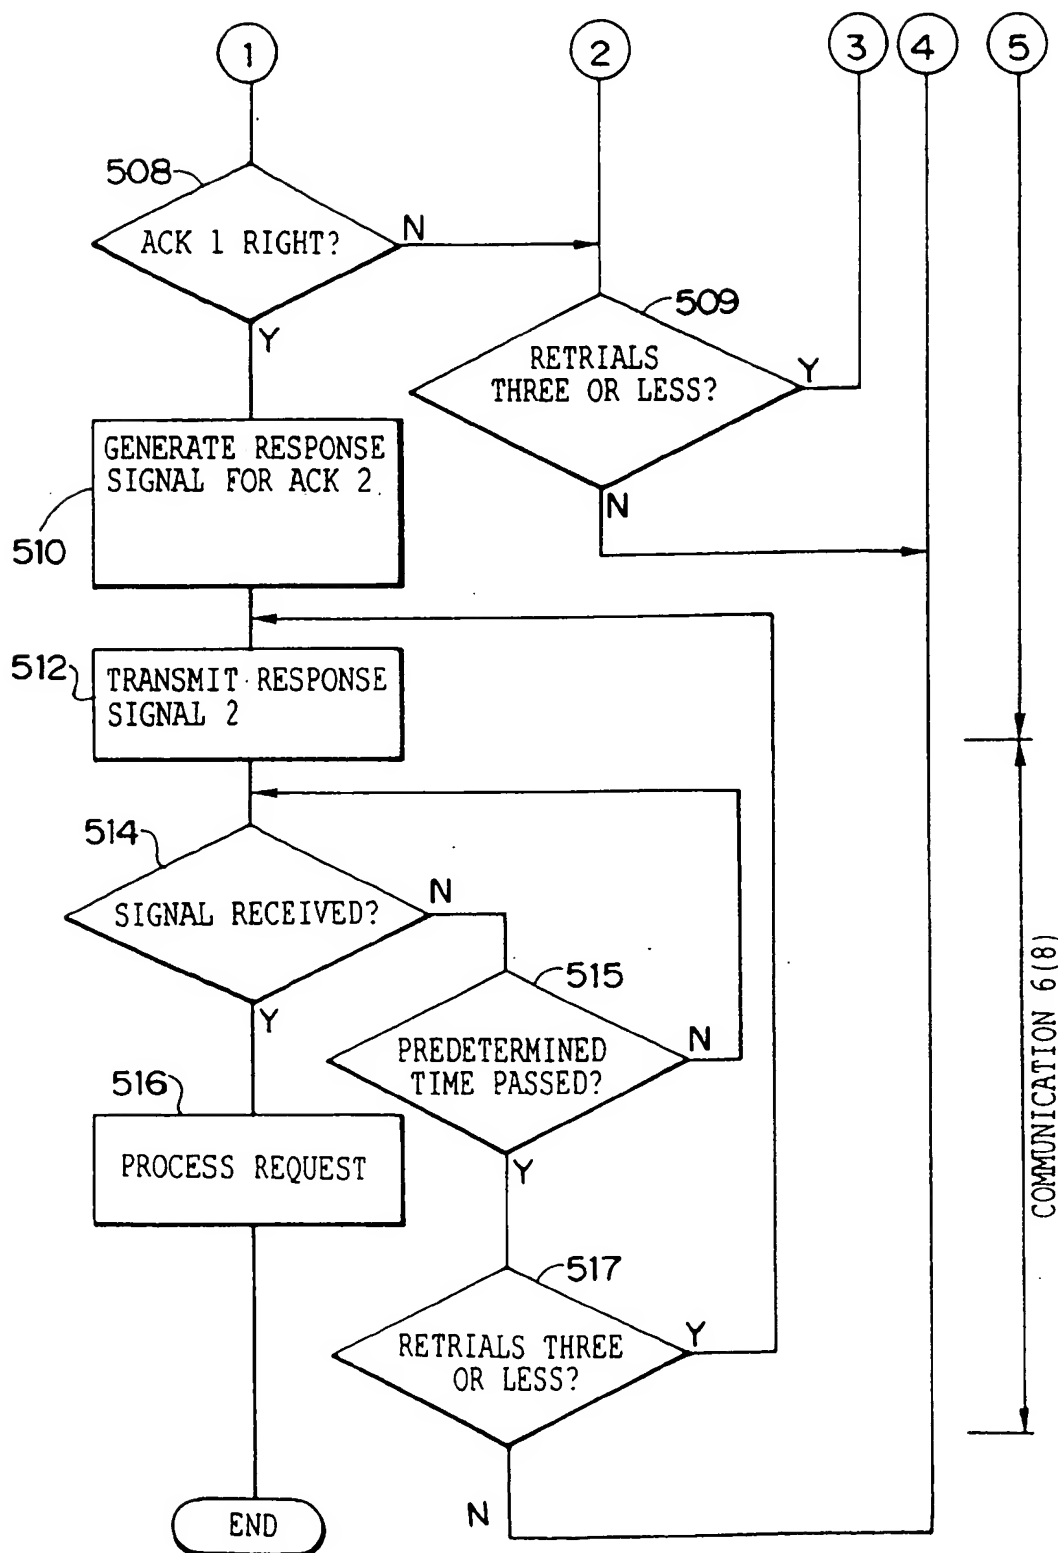 1
2
3
4
5
508
ACK 1 RIGHT?
N
Y
509
RETRIALS
THREE OR LESS?
Y
N
GENERATE RESPONSE
SIGNAL FOR ACK 2
510
512
TRANSMIT RESPONSE
SIGNAL 2
514
SIGNAL RECEIVED?
N
Y
515
PREDETERMINED
TIME PASSED?
N
Y
516
PROCESS REQUEST
517
RETRIALS THREE
OR LESS?
Y
N
END
COMMUNICATION 6(8)